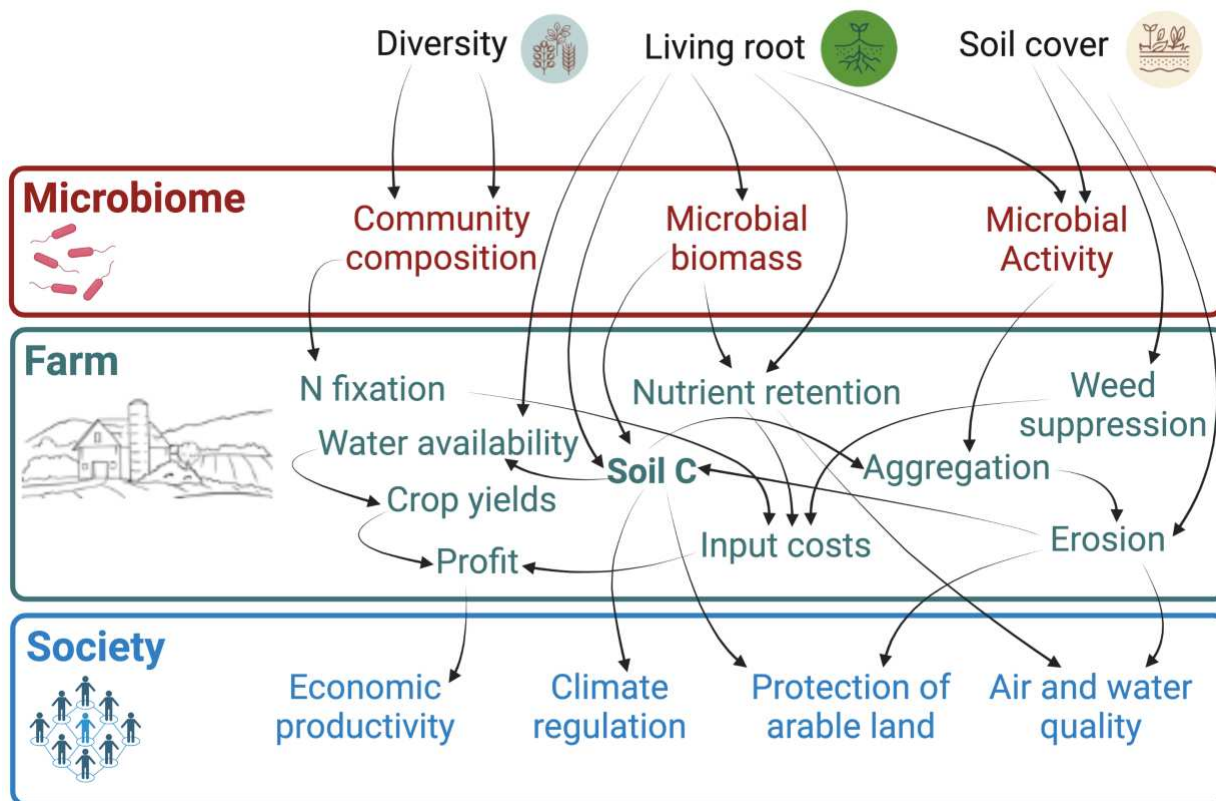 Diversity
Living root
Soil cover
Microbiome
Community
composition
Microbial
biomass
Microbial
Activity
Farm
N fixation
Nutrient retention
Weed
suppression
Water availability
Soil C
Aggregation
Crop yields
Input costs
Erosion
Profit
Society
Economic
productivity
Climate
regulation
Protection of
arable land
Air and water
quality